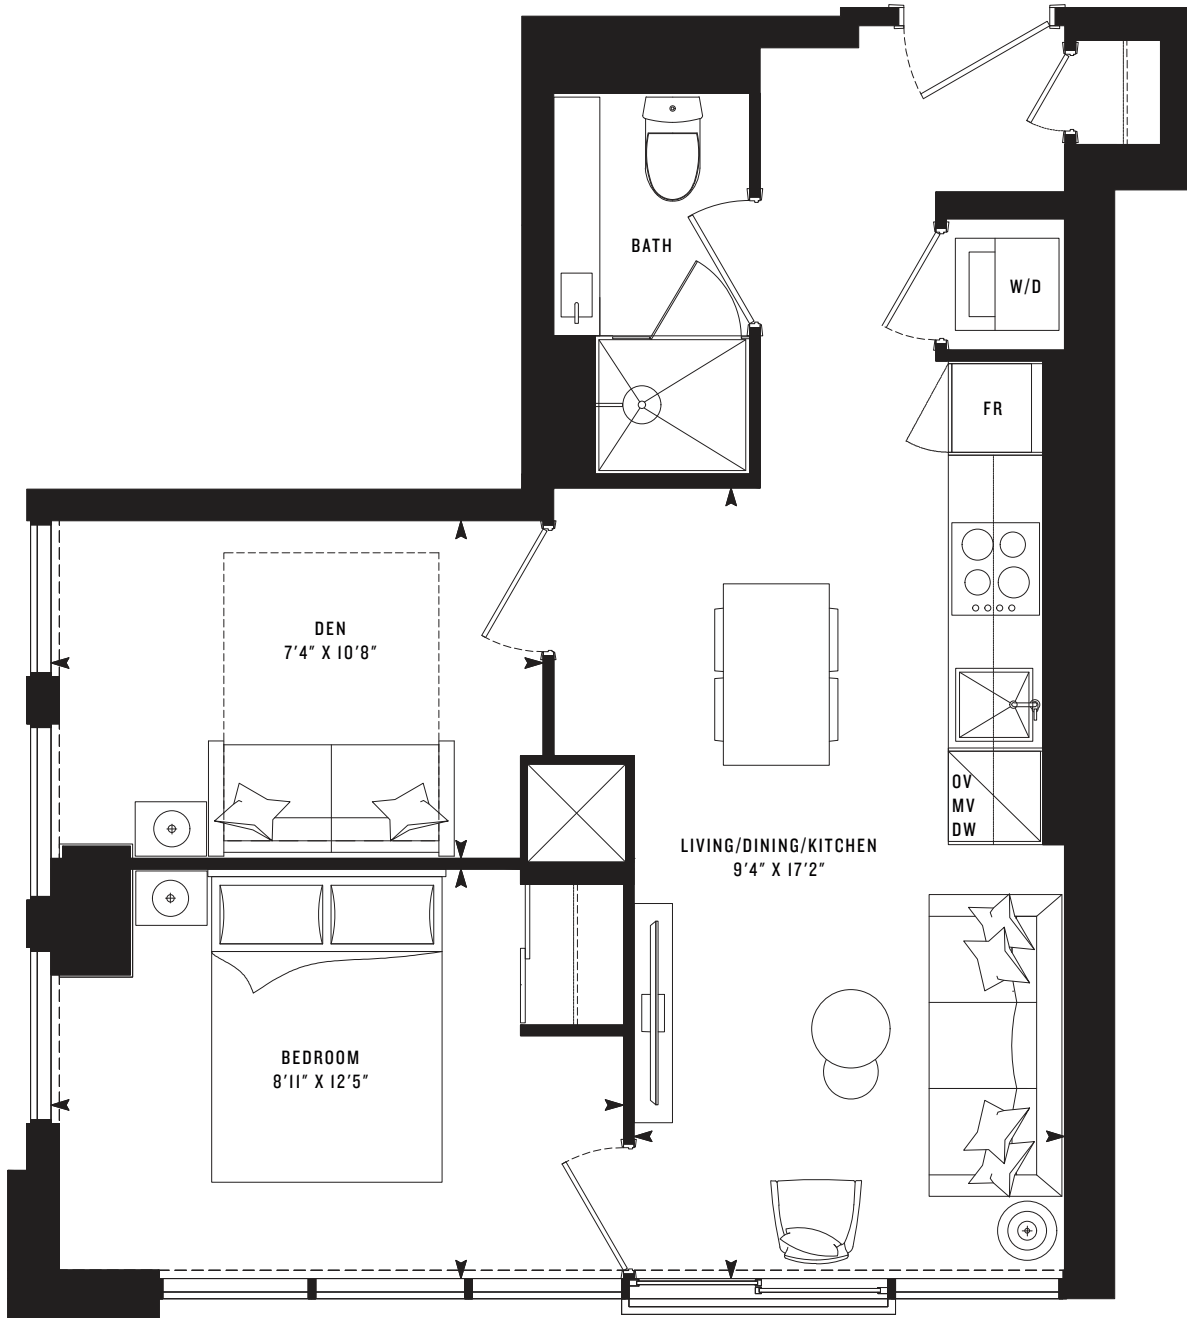 BATH
W/D
FR
DEN
7'4" X 10'8"
OV
MV
DW
LIVING/DINING/KITCHEN
9'4" X 17'2"
BEDROOM
8'11" X 12'5"